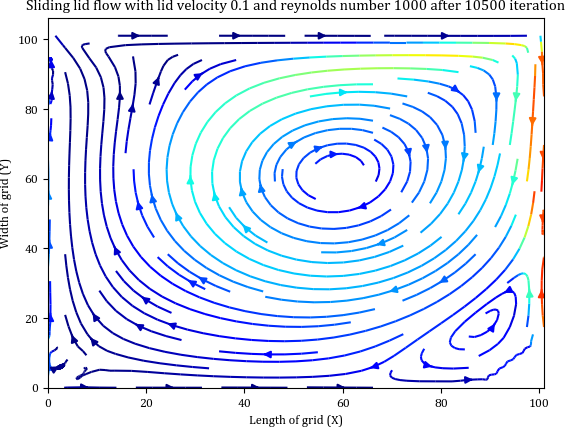 Sliding lid flow with lid velocity 0.1 and reynolds number 1000 after 10500 iteration
100
80
60
40
20
0
Width of grid (Y)
0 20 40 60 80 100
Length of grid (X)